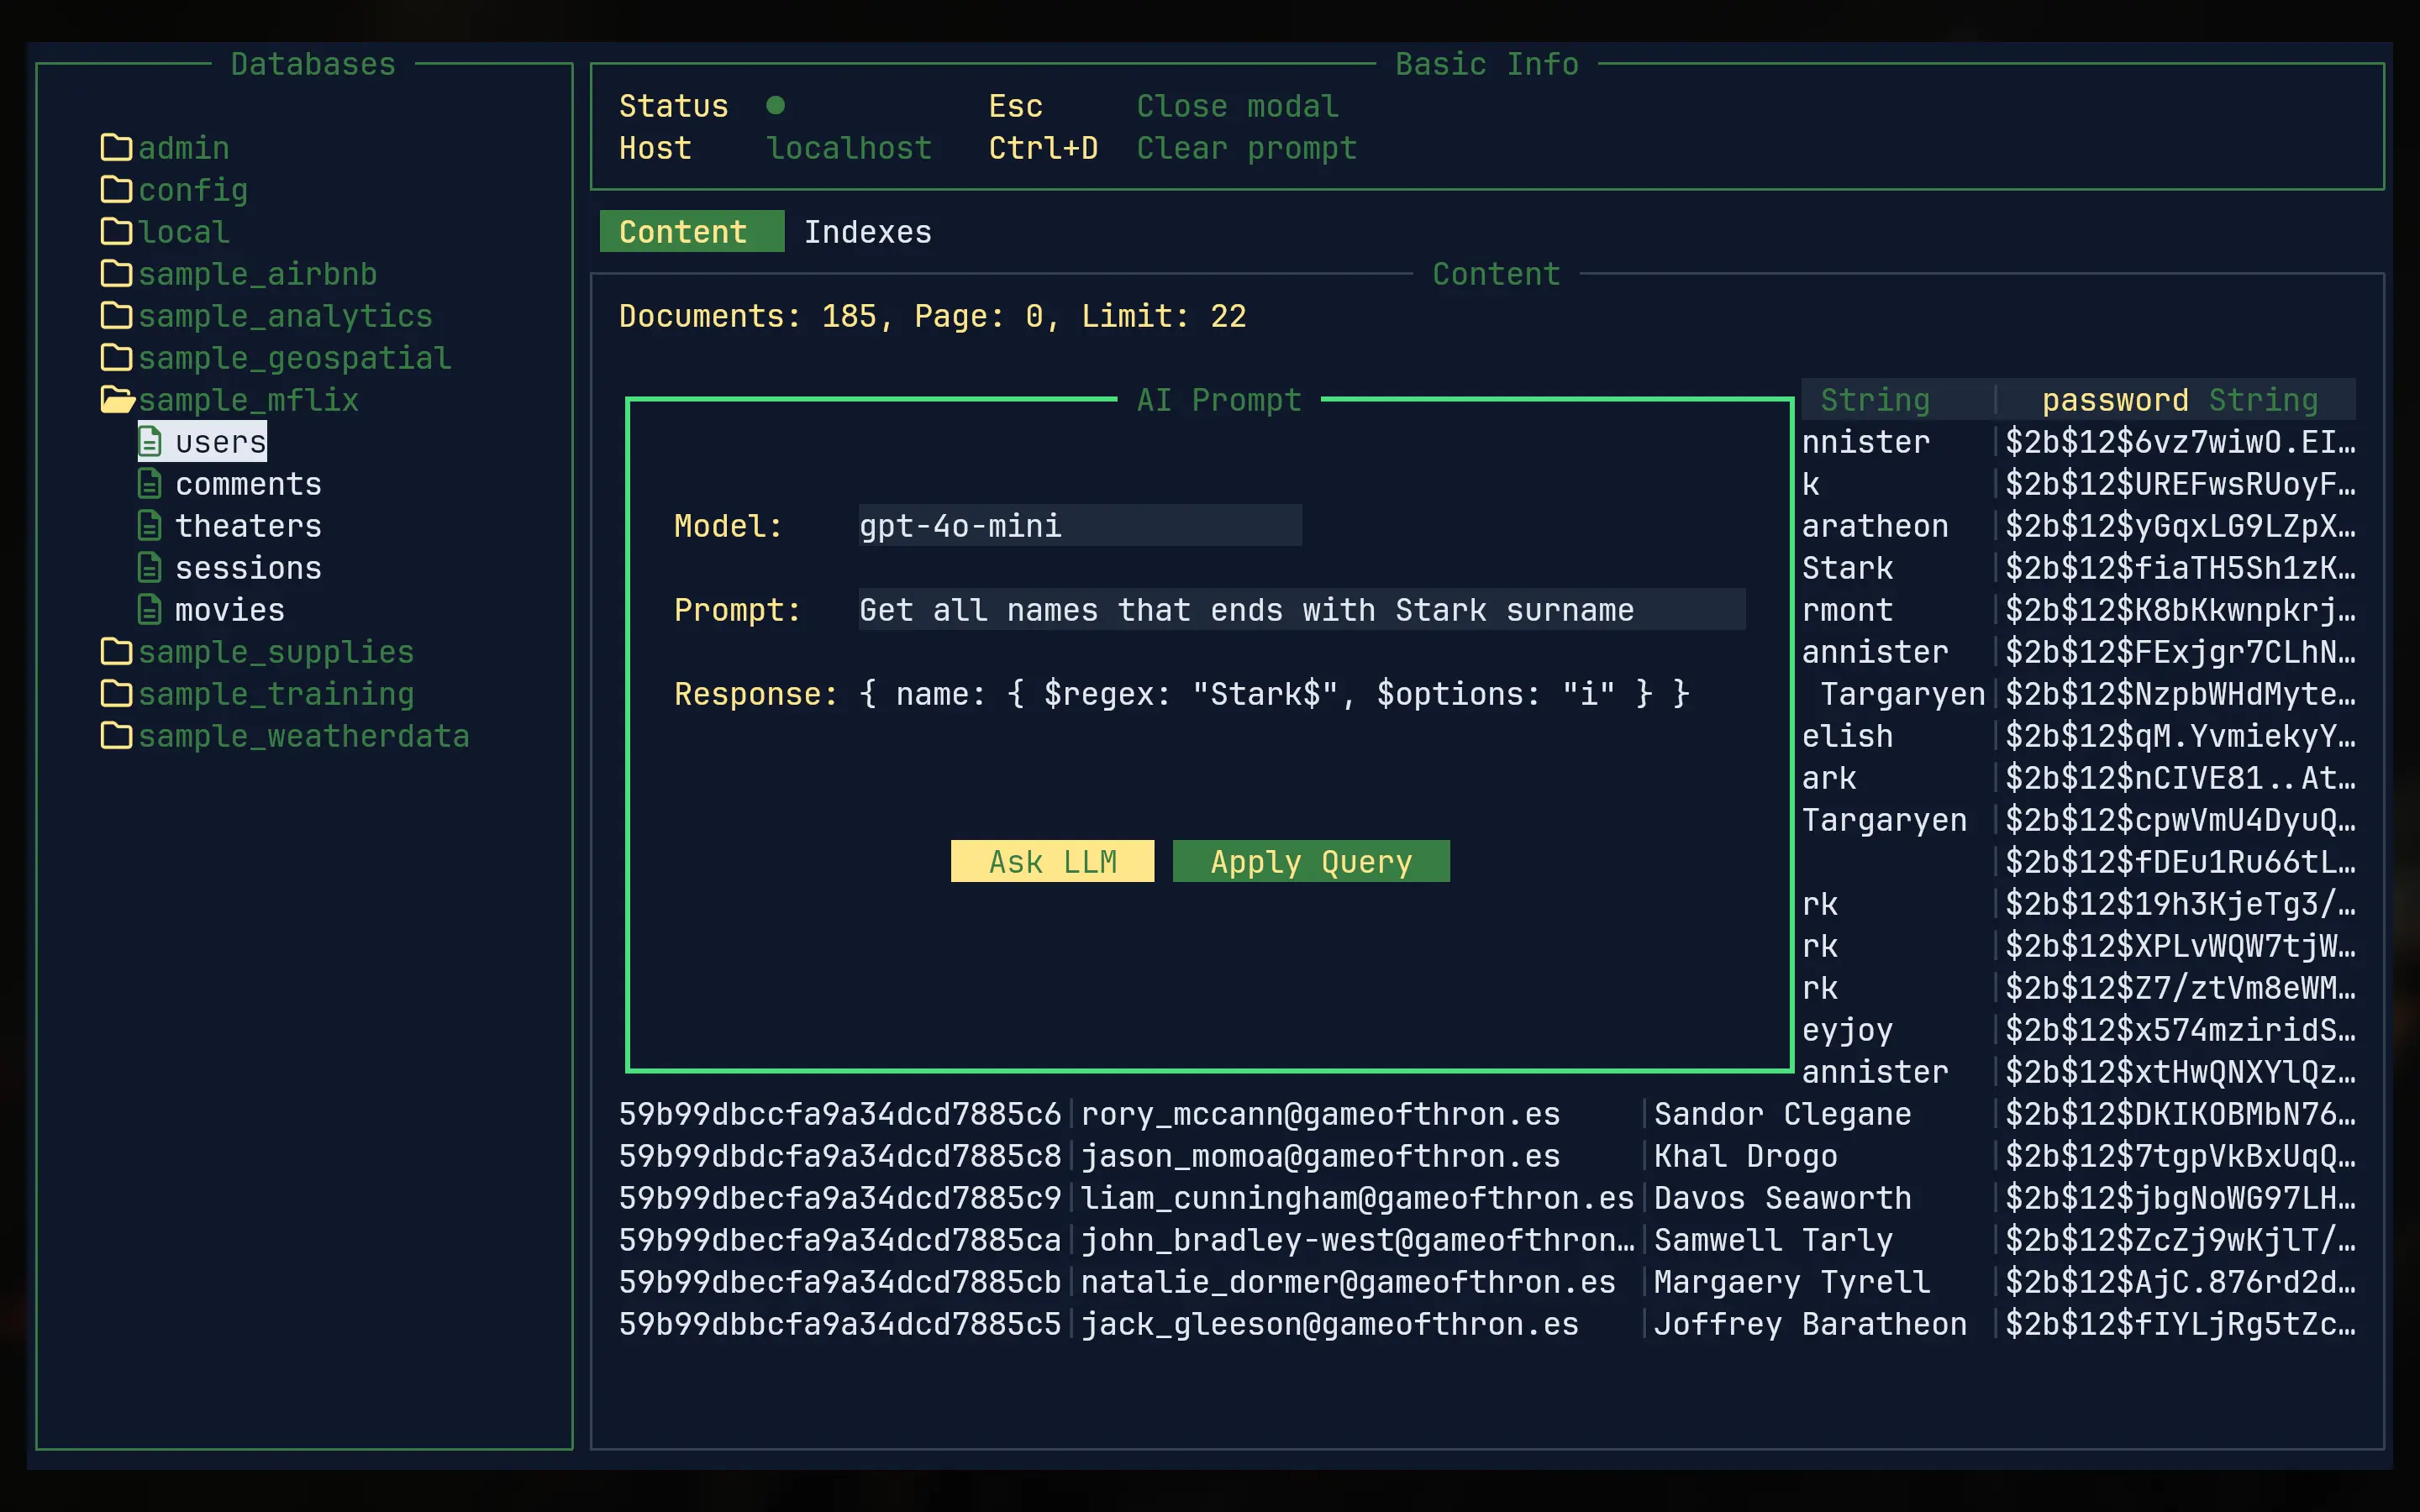 Databases
admin
config
local
sample_airbnb
sample_analytics
sample_geospatial
sample_mflix
users
comments
theaters
sessions
movies
sample_supplies
sample_training
sample_weatherdata
Basic Info
Status ● Esc Close modal
Host localhost Ctrl+D Clear prompt
Content Indexes
Content
Documents: 185, Page: 0, Limit: 22
AI Prompt
Model: gpt-4o-mini
Prompt: Get all names that ends with Stark surname
Response: { name: { $regex: "Stark$", $options: "i" } }
Ask LLM Apply Query
String | password String
nnister |$2b$12$6vz7wiwO.EI…
k |$2b$12$UREFwsRUoyF…
aratheon |$2b$12$yGqxLG9LZpX…
Stark |$2b$12$fiaTH5Sh1zK…
rmont |$2b$12$K8bKkwnpkrj…
annister |$2b$12$FExjgr7CLhN…
Targaryen|$2b$12$NzpbWHdMyte…
elish |$2b$12$qM.YvmiekyY…
ark |$2b$12$nCIVE81..At…
Targaryen |$2b$12$cpwVmU4DyuQ…
|$2b$12$fDEu1Ru66tL…
rk |$2b$12$19h3KjeTg3/…
rk |$2b$12$XPLvWQW7tjW…
rk |$2b$12$Z7/ztVm8eWM…
eyjoy |$2b$12$x574mziridS…
annister |$2b$12$xtHwQNXYlQz…
59b99dbccfa9a34dcd7885c6|rory_mccann@gameofthron.es |Sandor Clegane |$2b$12$DKIKOBMbN76…
59b99dbdcfa9a34dcd7885c8|jason_momoa@gameofthron.es |Khal Drogo |$2b$12$7tgpVkBxUqQ…
59b99dbecfa9a34dcd7885c9|liam_cunningham@gameofthron.es|Davos Seaworth |$2b$12$jbgNoWG97LH…
59b99dbecfa9a34dcd7885ca|john_bradley-west@gameofthron…|Samwell Tarly |$2b$12$ZcZj9wKjlT/…
59b99dbecfa9a34dcd7885cb|natalie_dormer@gameofthron.es |Margaery Tyrell |$2b$12$AjC.876rd2d…
59b99dbbcfa9a34dcd7885c5|jack_gleeson@gameofthron.es |Joffrey Baratheon |$2b$12$fIYLjRg5tZc…